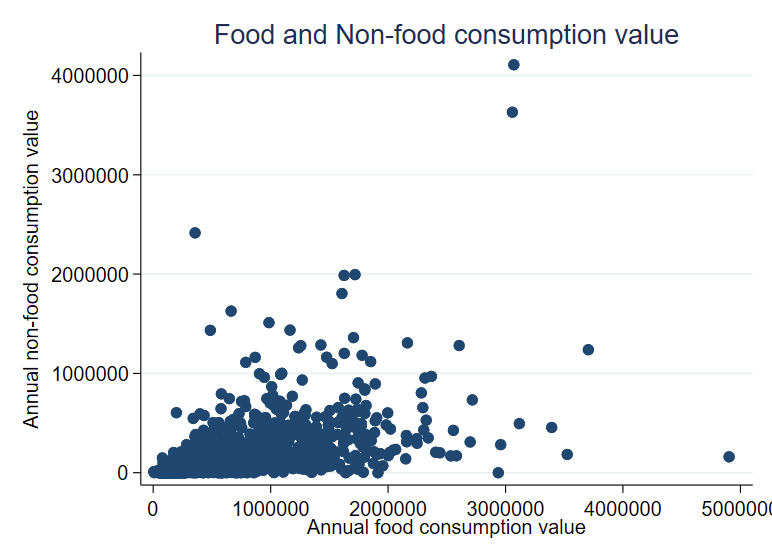 Food and Non-food consumption value
Annual non-food consumption value
4000000
3000000
2000000
1000000
0
0 1000000 2000000 3000000 4000000 5000000
Annual food consumption value